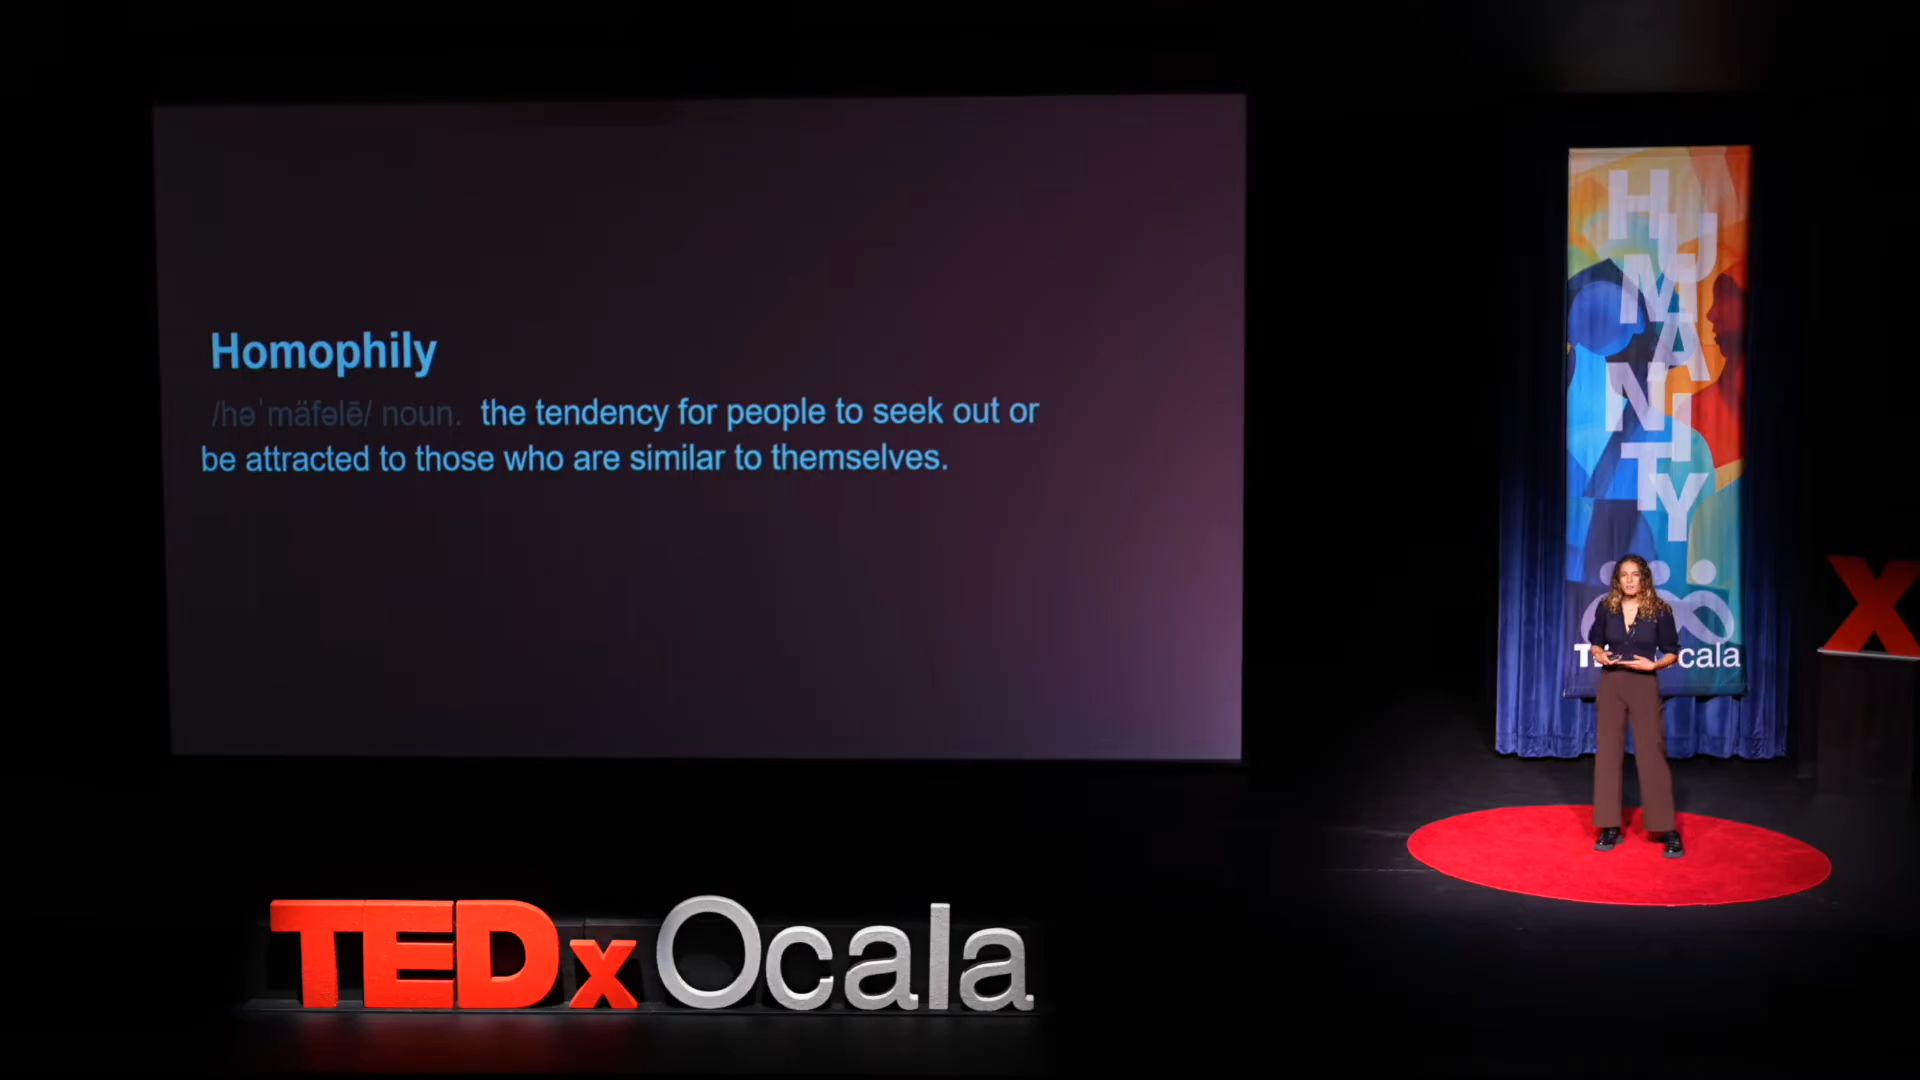 Homophily
/həˈmäfəlē/ noun. the tendency for people to seek out or
be attracted to those who are similar to themselves.
HUMANITY
cala
X
TEDxOcala